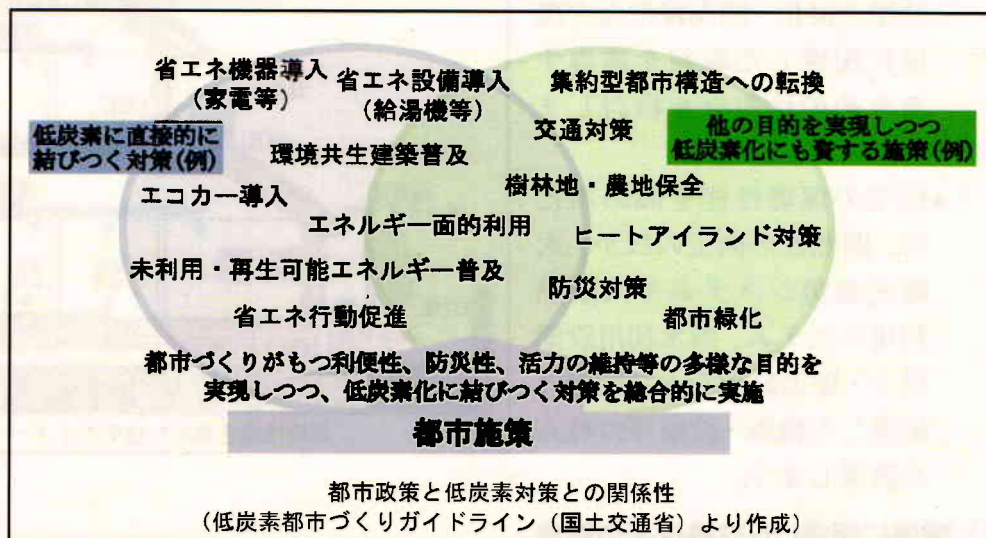 省エネ機器導入
(家電等)
省エネ設備導入
(給湯機等)
集約型都市構造への転換
低炭素に直接的に
結びつく対策(例)
環境共生建築普及
交通対策
他の目的を実現しつつ
低炭素化にも資する施策(例)
エコカー導入
樹林地・農地保全
エネルギー面的利用
ヒートアイランド対策
未利用・再生可能エネルギー普及
防災対策
省エネ行動促進
都市緑化
都市づくりがもつ利便性、防災性、活力の維持等の多様な目的を
実現しつつ、低炭素化に結びつく対策を総合的に実施
都市施策
都市政策と低炭素対策との関係性
(低炭素都市づくりガイドライン(国土交通省)より作成)